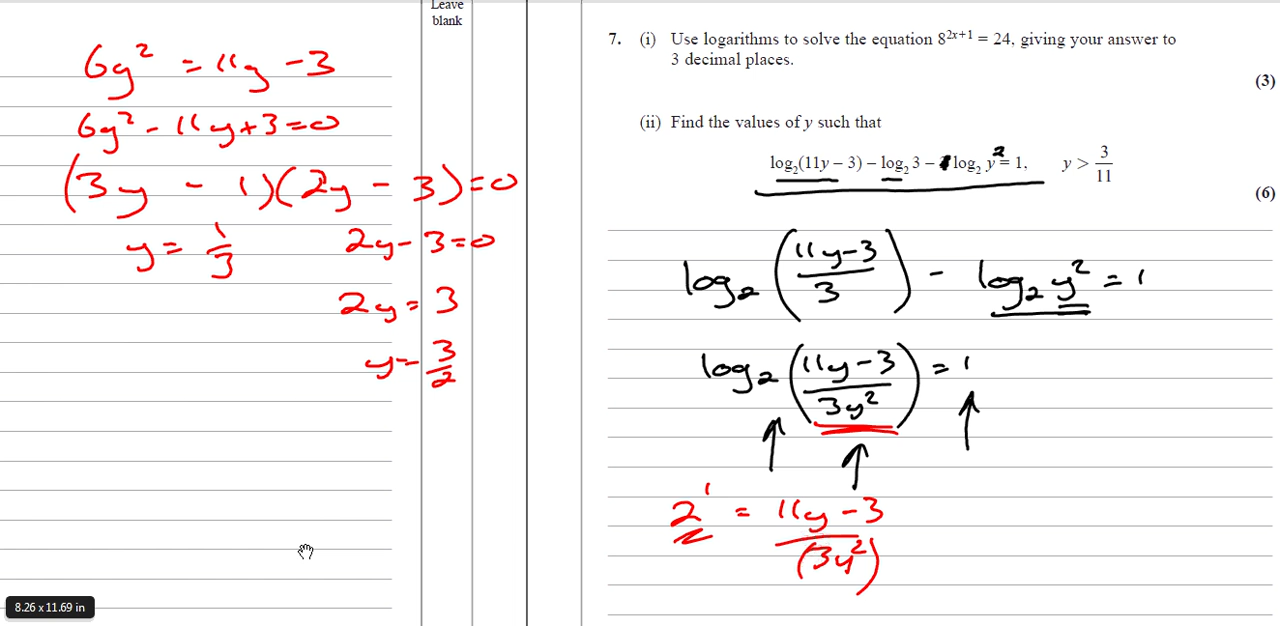 Leave
blank
6y² = 11y - 3
6y² - 11y + 3 = 0
(3y - 1)(2y - 3) = 0
y = 1/3
2y - 3 = 0
2y = 3
y = 3/2
7. (i) Use logarithms to solve the equation 8^(2x+1) = 24, giving your answer to
3 decimal places.
(3)
(ii) Find the values of y such that
log₂(11y – 3) – log₂ 3 – log₂ y² = 1, y > 3/11
(6)
log₂((11y - 3)/3) - log₂ y² = 1
log₂((11y - 3)/3y²) = 1
2¹ = (11y - 3)/(3y²)
8.26 x 11.69 in